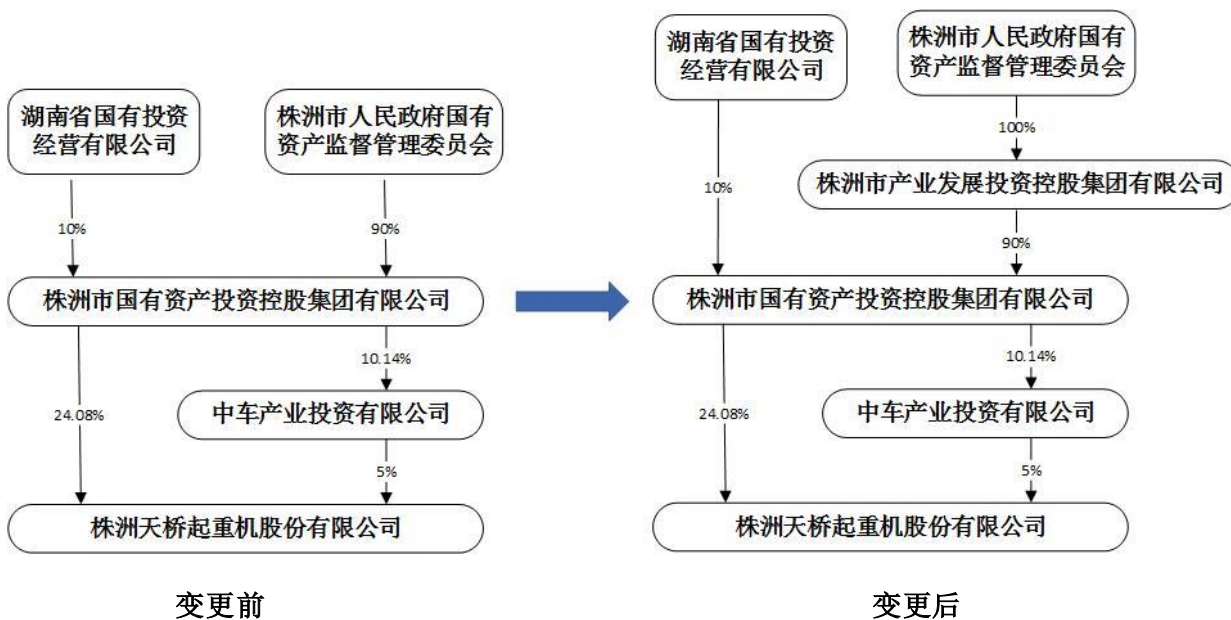 湖南省国有投资
经营有限公司
株洲市人民政府国有
资产监督管理委员会
10%
90%
株洲市国有资产投资控股集团有限公司
10.14%
24.08%
中车产业投资有限公司
5%
株洲天桥起重机股份有限公司
变更前
湖南省国有投资
经营有限公司
株洲市人民政府国有
资产监督管理委员会
100%
10%
株洲市产业发展投资控股集团有限公司
90%
株洲市国有资产投资控股集团有限公司
10.14%
24.08%
中车产业投资有限公司
5%
株洲天桥起重机股份有限公司
变更后